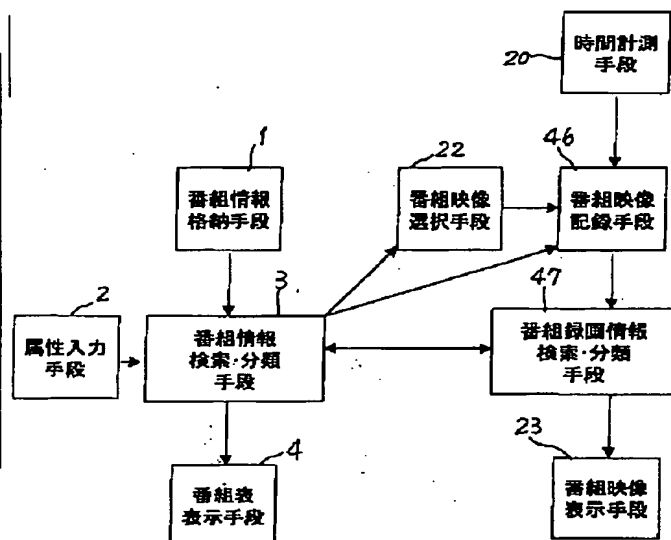 20
時間計測
手段
1
22
46
番組情報
格納手段
番組映像
選択手段
番組映像
記録手段
2
3
47
属性入力
手段
番組情報
検索・分類
手段
番組録画情報
検索・分類
手段
4
23
番組表
表示手段
番組映像
表示手段